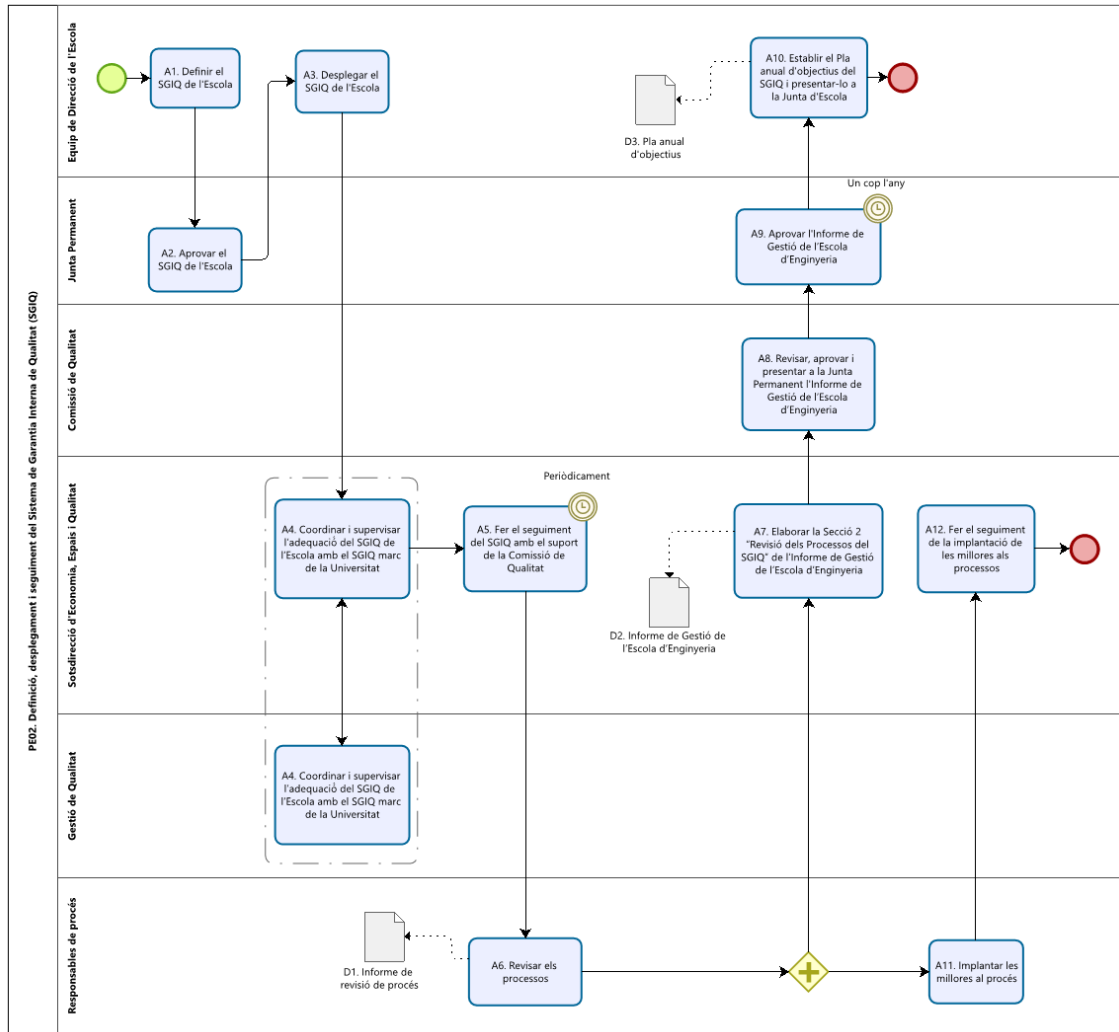 PE02. Definició, desplegament i seguiment del Sistema de Garantia Interna de Qualitat (SGIQ)
Equip de Direcció de l'Escola
A1. Definir el
SGIQ de l'Escola
A3. Desplegar el
SGIQ de l'Escola
D3. Pla anual
d'objectius
A10. Establir el Pla
anual d'objectius del
SGIQ i presentar-lo a
la Junta d'Escola
Junta Permanent
A2. Aprovar el
SGIQ de l'Escola
Un cop l'any
A9. Aprovar l'Informe de
Gestió de l'Escola
d'Enginyeria
Comissió de Qualitat
A8. Revisar, aprovar i
presentar a la Junta
Permanent l'Informe de
Gestió de l'Escola
d'Enginyeria
Sotsdirecció d'Economia, Espais i Qualitat
A4. Coordinar i supervisar
l'adequació del SGIQ de
l'Escola amb el SGIQ marc
de la Universitat
Periòdicament
A5. Fer el seguiment
del SGIQ amb el suport
de la Comissió de
Qualitat
D2. Informe de Gestió de
l'Escola d'Enginyeria
A7. Elaborar la Secció 2
"Revisió dels Processos del
SGIQ" de l'Informe de Gestió
de l'Escola d'Enginyeria
A12. Fer el seguiment
de la implantació de
les millores als
processos
Gestió de Qualitat
A4. Coordinar i supervisar
l'adequació del SGIQ de
l'Escola amb el SGIQ marc
de la Universitat
Responsables de procés
D1. Informe de
revisió de procés
A6. Revisar els
processos
A11. Implantar les
millores al procés